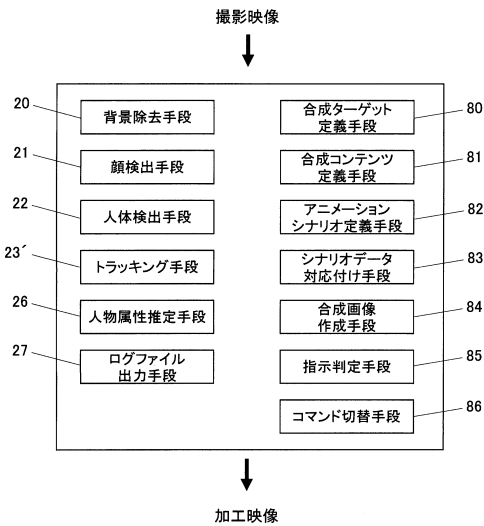 撮影映像
20
背景除去手段
21
顔検出手段
22
人体検出手段
23´
トラッキング手段
26
人物属性推定手段
27
ログファイル
出力手段
80
合成ターゲット
定義手段
81
合成コンテンツ
定義手段
82
アニメーション
シナリオ定義手段
83
シナリオデータ
対応付け手段
84
合成画像
作成手段
85
指示判定手段
86
コマンド切替手段
加工映像